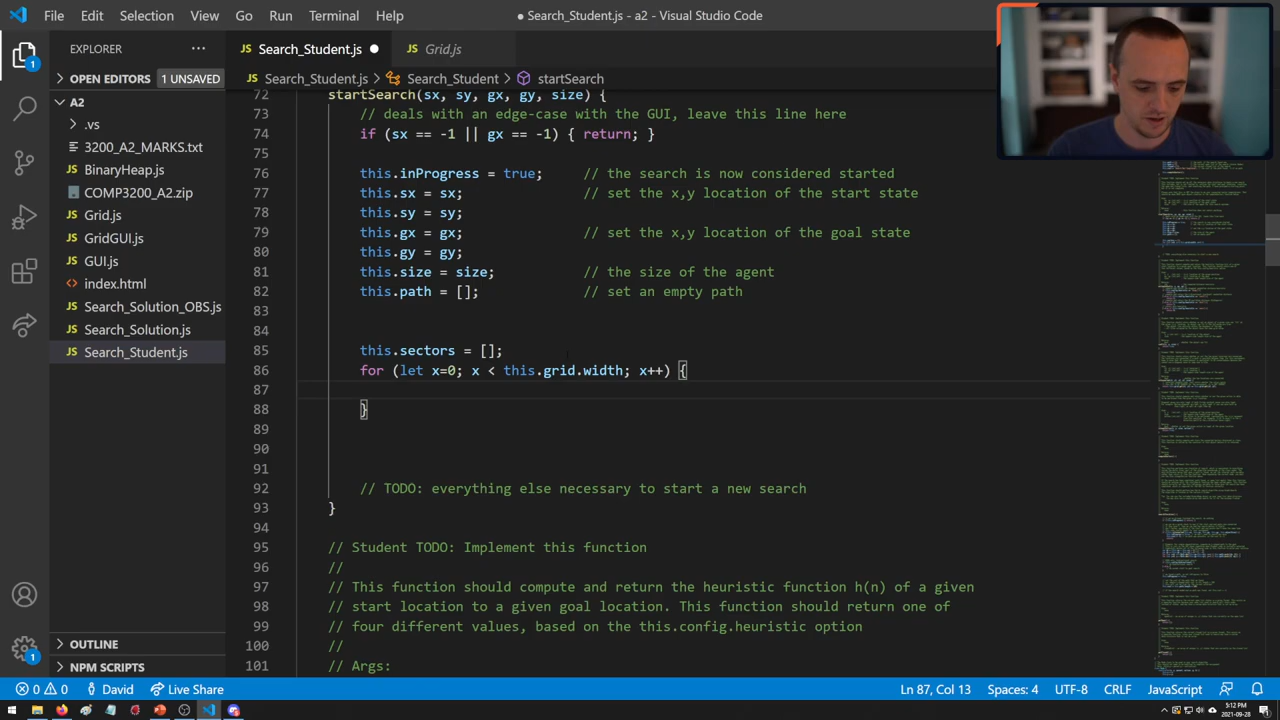 File Edit Selection View Go Run Terminal Help
● Search_Student.js - a2 - Visual Studio Code
EXPLORER
OPEN EDITORS 1 UNSAVED
A2
.vs
3200_A2_MARKS.txt
BinaryHeap.js
COMP3200_A2.zip
Grid.js
GridGUI.js
GUI.js
index.html
Search_Solution_OBS.js
search_Solution.js
Search_Student.js
OUTLINE
NPM SCRIPTS
Search_Student.js ● Grid.js
Search_Student.js > Search_Student > startSearch
72 startSearch(sx, sy, gx, gy, size) {
73 // deals with an edge-case with the GUI, leave this line here
74 if (sx == -1 || gx == -1) { return; }
75
76 this.inProgress // the search is now considered started
77 this.sx = sx; // set the x,y location of the start state
78 this.sy = sy;
79 this.gx = gx; // set the x,y location of the goal state
80 this.gy = gy;
81 this.size = // the size of the agent
82 this.path = // set an empty path
83
84
85 this.sectors [];
86 for (let x=0; this.grid.width; x++) {
87
88 }
89
90
91
92 TODO: everything else necessary to start a new search
93 }
94
95 // Student TODO: Implement this function
96 //
97 // This function should compute and return the heuristic function h(n) of a given
98 // start location to a given goal location. This function should return one of
99 // four different values, based on the this.config.heuristic option
100 //
101 // Args:
0 0 David Live Share
Ln 87, Col 13 Spaces: 4 UTF-8 CRLF JavaScript
5:12 PM
2021-09-28